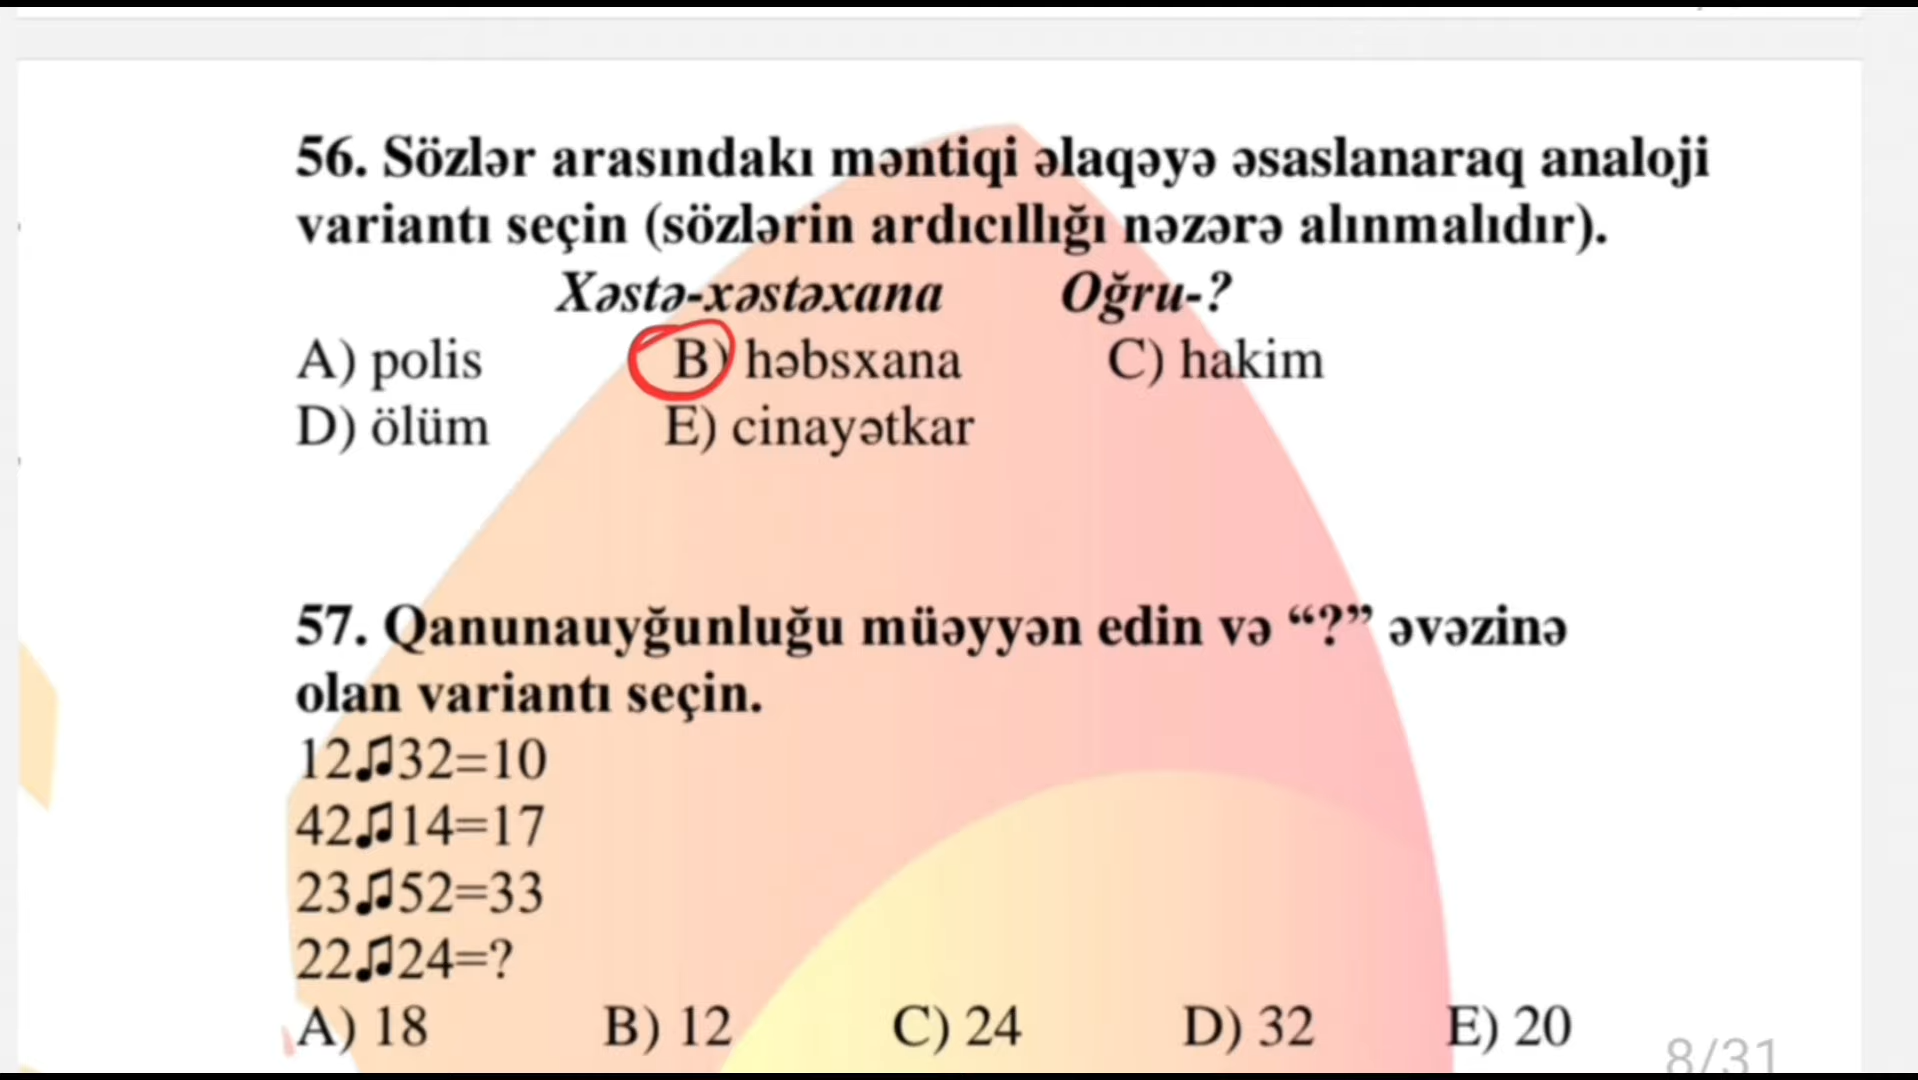 56. Sözlər arasındakı məntiqi əlaqəyə əsaslanaraq analoji
variantı seçin (sözlərin ardıcıllığı nəzərə alınmalıdır).
Xəstə-xəstəxana Oğru-?
A) polis B) həbsxana C) hakim
D) ölüm E) cinayətkar
57. Qanunauyğunluğu müəyyən edin və “?” əvəzinə
olan variantı seçin.
12♫32=10
42♫14=17
23♫52=33
22♫24=?
A) 18 B) 12 C) 24 D) 32 E) 20
8/31